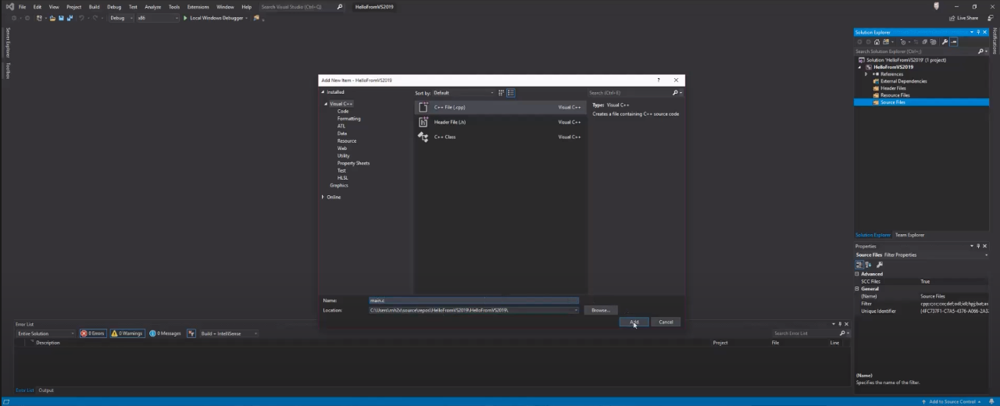 File Edit View Project Build Debug Test Analyze Tools Extensions Window Help Search Visual Studio (Ctrl+Q) HelloFromVS2019
Debug x86 Local Windows Debugger Live Share
Server Explorer
Toolbox
Notifications
Solution Explorer
Search Solution Explorer (Ctrl+;)
Solution 'HelloFromVS2019' (1 project)
HelloFromVS2019
References
External Dependencies
Header Files
Resource Files
Source Files
Add New Item - HelloFromVS2019 ?
Installed
Sort by: Default
Search (Ctrl+E)
Visual C++
Code
Formatting
ATL
Data
Resource
Web
Utility
Property Sheets
Test
HLSL
Graphics
Online
C++ File (.cpp) Visual C++
Header File (.h) Visual C++
C++ Class Visual C++
Type: Visual C++
Creates a file containing C++ source code
Name: main.c
Location: C:\Users\mh2x\source\repos\HelloFromVS2019\HelloFromVS2019\ Browse...
Add Cancel
Solution Explorer Team Explorer
Properties
Source Files Filter Properties
Advanced
SCC Files True
General
(Name) Source Files
Filter cpp;c;cc;cxx;def;odl;idl;hpj;bat;as
Unique Identifier {4FC737F1-C7A5-4376-A066-2A32
(Name)
Specifies the name of the filter.
Error List
Entire Solution 0 Errors 0 Warnings 0 Messages Build + IntelliSense Search Error List
Description Project File Line
Error List Output
Add to Source Control